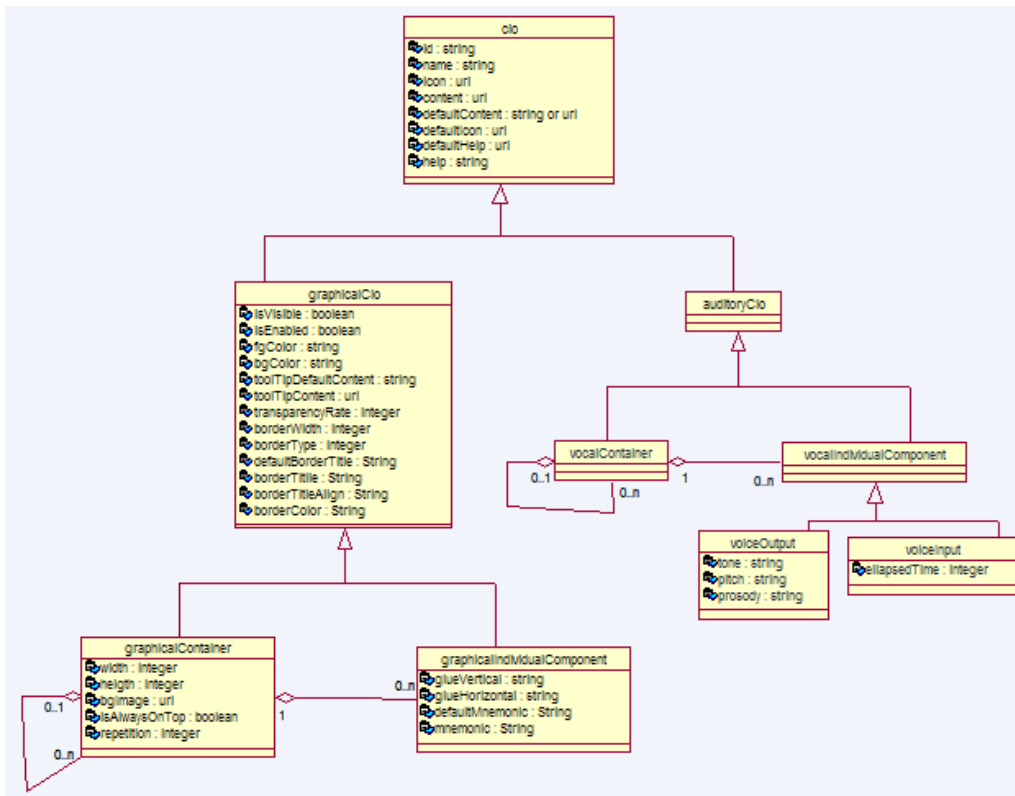 cio
id : string
name : string
icon : url
content : url
defaultContent : string or url
defaultIcon : url
defaultHelp : url
help : string
graphicalCio
isVisible : boolean
isEnabled : boolean
fgColor : string
bgColor : string
toolTipDefaultContent : string
toolTipContent : url
transparencyRate : Integer
borderWidth : Integer
borderType : Integer
defaultBorderTitle : String
borderTitle : String
borderTitleAlign : String
borderColor : String
auditoryCio
vocalContainer
0..1
0..n
1
0..n
vocalIndividualComponent
voiceOutput
tone : string
pitch : string
prosody : string
voiceInput
ellapsedTime : Integer
graphicalContainer
width : Integer
heigth : Integer
bgImage : url
isAlwaysOnTop : boolean
repetition : Integer
0..1
0..n
1
0..n
graphicalIndividualComponent
glueVertical : string
glueHorizontal : string
defaultMnemonic : String
mnemonic : String